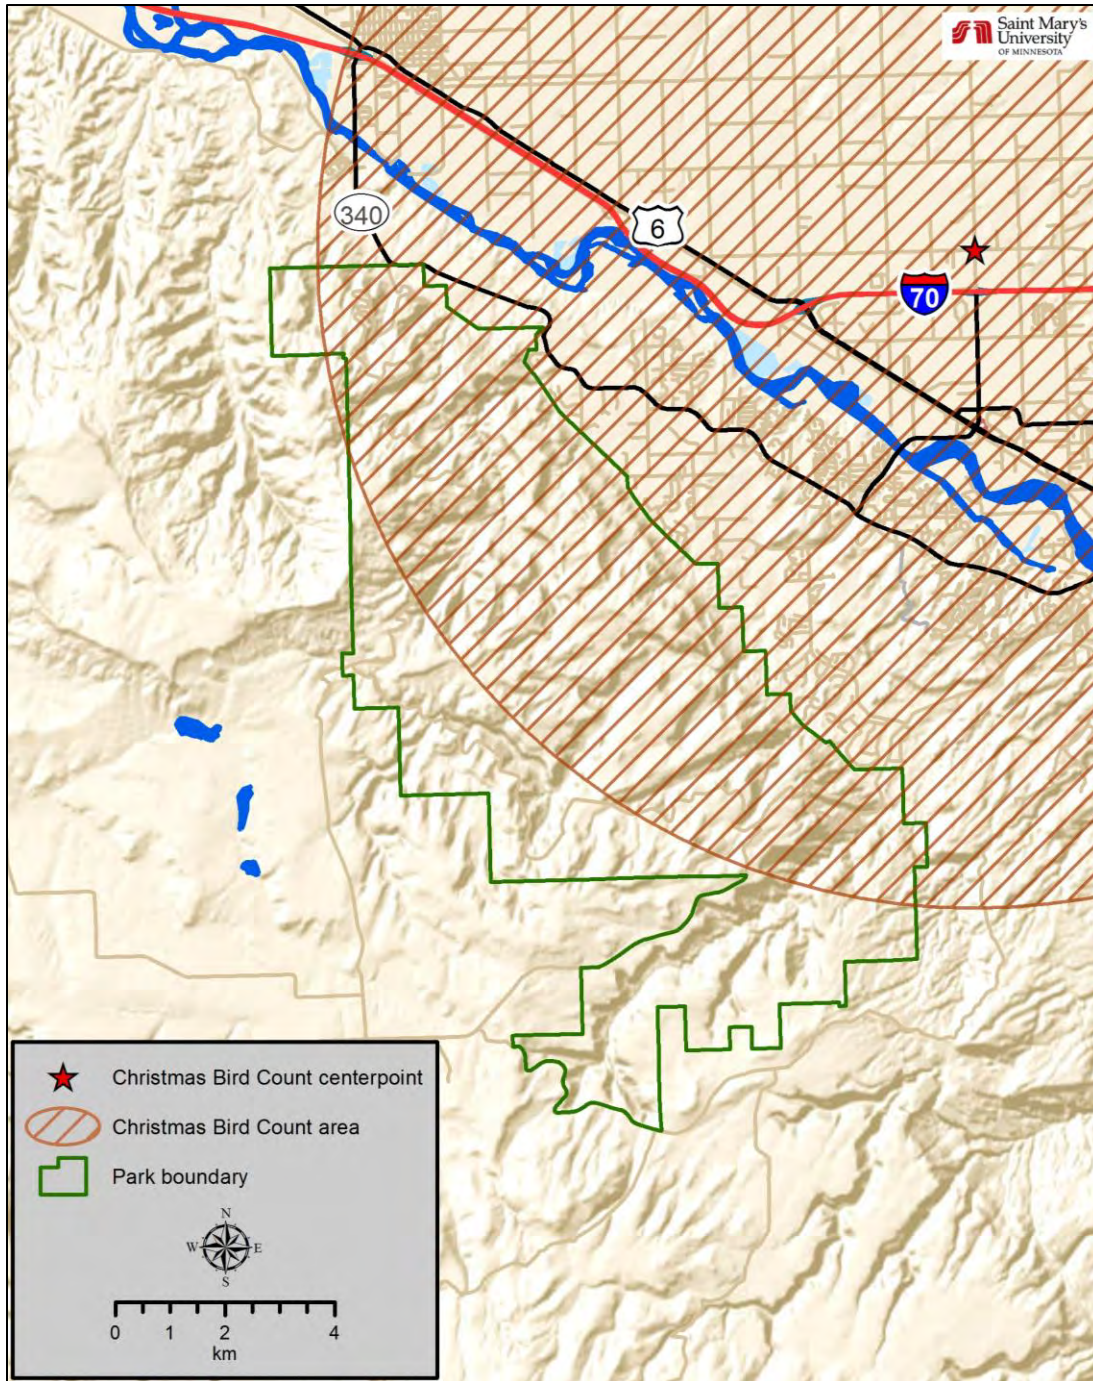 Saint Mary's
University
OF MINNESOTA
340
6
70
Christmas Bird Count centerpoint
Christmas Bird Count area
Park boundary
N
W E
S
0 1 2 4
km